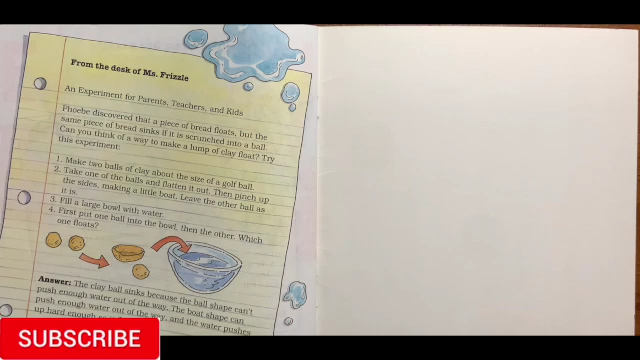 From the desk of Ms. Frizzle
An Experiment for Parents, Teachers, and Kids
Phoebe discovered that a piece of bread floats, but the
same piece of bread sinks if it is scrunched into a ball.
Can you think of a way to make a lump of clay float? Try
this experiment:
1. Make two balls of clay about the size of a golf ball.
2. Take one of the balls and flatten it out. Then pinch up
the sides, making a little boat. Leave the other ball as
it is.
3. Fill a large bowl with water.
4. First put one ball into the bowl, then the other. Which
one floats?
Answer: The clay ball sinks because the ball shape can't
push enough water out of the way. The boat shape can
push enough water out of the way, and the water pushes
up hard enough
SUBSCRIBE